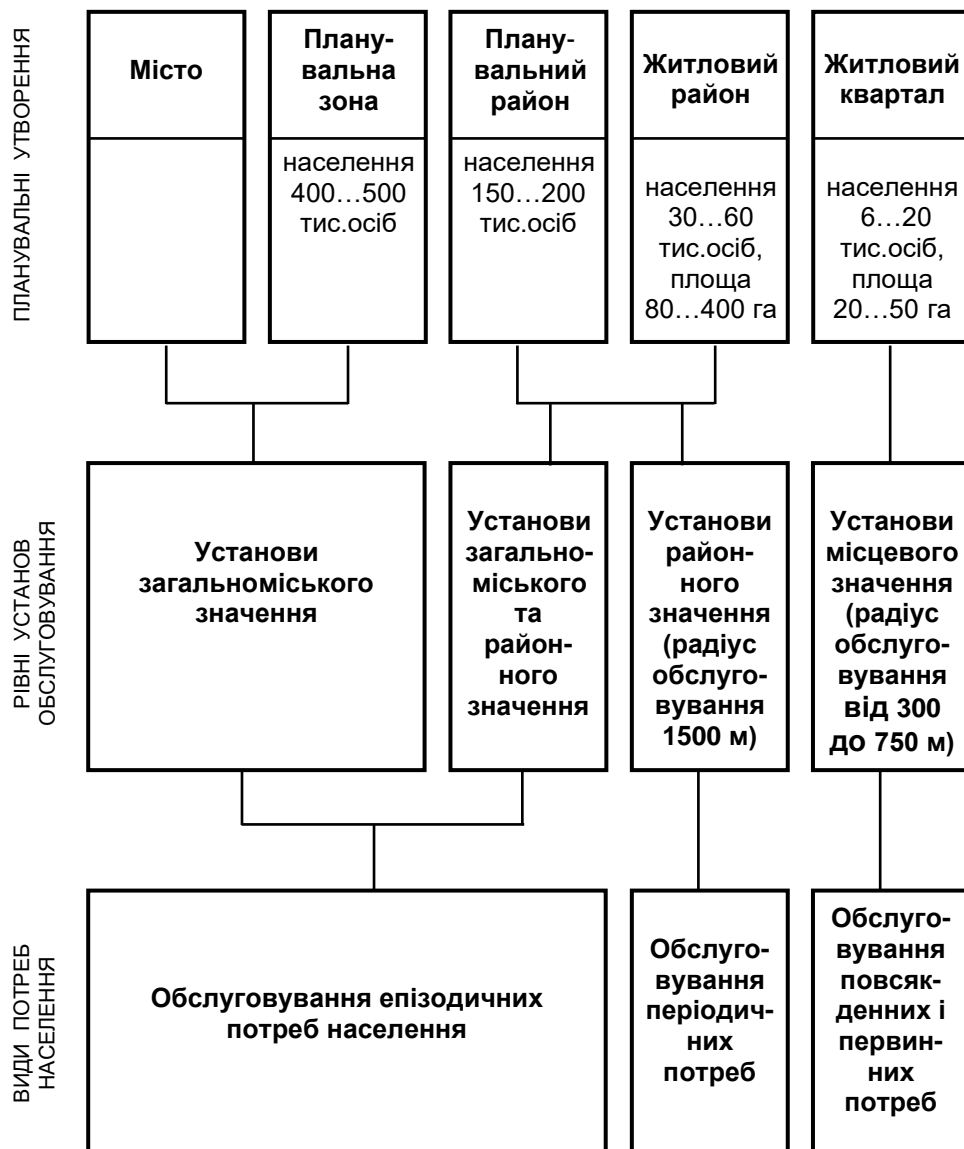 ПЛАНУВАЛЬНІ УТВОРЕННЯ
Місто
Плану-
вальна
зона
населення
400…500
тис.осіб
Плану-
вальний
район
населення
150…200
тис.осіб
Житловий
район
населення
30…60
тис.осіб,
площа
80…400 га
Житловий
квартал
населення
6…20
тис.осіб,
площа
20…50 га
РІВНІ УСТАНОВ
ОБСЛУГОВУВАННЯ
Установи
загальноміського
значення
Установи
загально-
міського
та
район-
ного
значення
Установи
район-
ного
значення
(радіус
обслуго-
вування
1500 м)
Установи
місцевого
значення
(радіус
обслуго-
вування
від 300
до 750 м)
ВИДИ ПОТРЕБ
НАСЕЛЕННЯ
Обслуговування епізодичних
потреб населення
Обслуго-
вування
періодич-
них
потреб
Обслуго-
вування
повсяк-
денних і
первин-
них
потреб